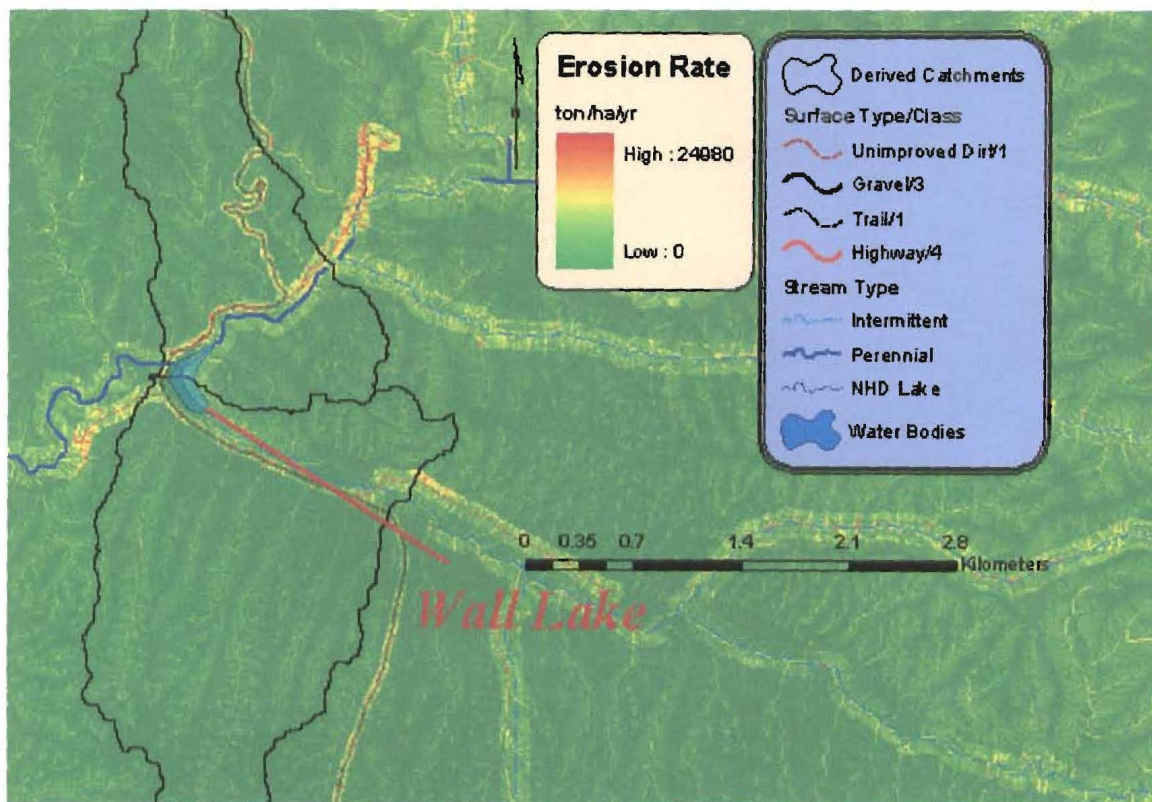 Erosion Rate
ton/ha/yr
High : 24980
Low : 0
Derived Catchments
Surface Type/Class
Unimproved Dirt/1
Gravel/3
Trail/1
Highway/4
Stream Type
Intermittent
Perennial
NHD Lake
Water Bodies
0 0.35 0.7 1.4 2.1 2.8
Kilometers
Wall Lake